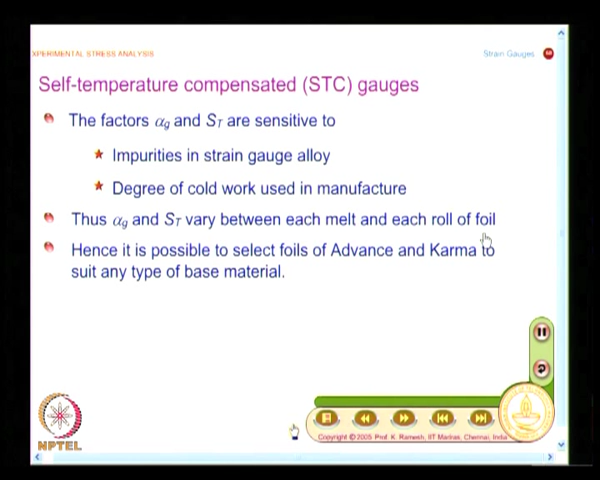 XPERIMENTAL STRESS ANALYSIS
Strain Gauges
Self-temperature compensated (STC) gauges
The factors αg and ST are sensitive to
Impurities in strain gauge alloy
Degree of cold work used in manufacture
Thus αg and ST vary between each melt and each roll of foil
Hence it is possible to select foils of Advance and Karma to
suit any type of base material.
NPTEL
Copyright © 2005 Prof. K. Ramesh, IIT Madras, Chennai, India